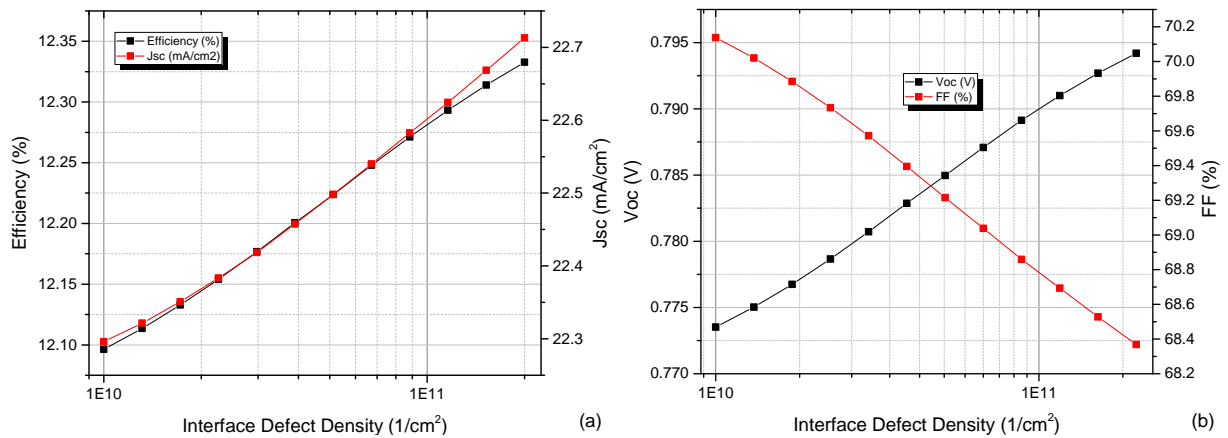 Efficiency (%)
Jsc (mA/cm2)
12.35
12.30
12.25
12.20
12.15
12.10
Efficiency (%)
22.7
22.6
22.5
22.4
22.3
Jsc (mA/cm²)
1E10
1E11
Interface Defect Density (1/cm²)
(a)
Voc (V)
FF (%)
0.795
0.790
0.785
0.780
0.775
0.770
Voc (V)
70.2
70.0
69.8
69.6
69.4
69.2
69.0
68.8
68.6
68.4
68.2
FF (%)
1E10
1E11
Interface Defect Density (1/cm²)
(b)